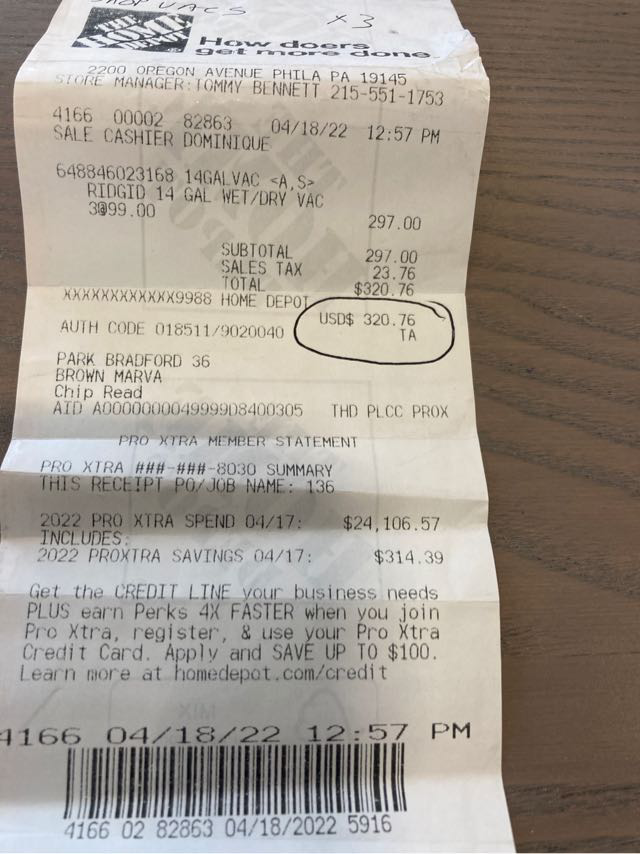 SHOP VACS x3
THE
HOME
DEPOT
How doers
get more done.
2200 OREGON AVENUE PHILA PA 19145
STORE MANAGER:TOMMY BENNETT 215-551-1753
4166 00002 82863 04/18/22 12:57 PM
SALE CASHIER DOMINIQUE
648846023168 14GALVAC <A,S>
RIDGID 14 GAL WET/DRY VAC
3@99.00
297.00
SUBTOTAL 297.00
SALES TAX 23.76
TOTAL $320.76
XXXXXXXXXXXX9988 HOME DEPOT
USD$ 320.76
AUTH CODE 018511/9020040 TA
PARK BRADFORD 36
BROWN MARVA
Chip Read
AID A0000000049999D8400305 THD PLCC PROX
PRO XTRA MEMBER STATEMENT
PRO XTRA ###-###-8030 SUMMARY
THIS RECEIPT PO/JOB NAME: 136
2022 PRO XTRA SPEND 04/17: $24,106.57
INCLUDES:
2022 PROXTRA SAVINGS 04/17: $314.39
Get the CREDIT LINE your business needs
PLUS earn Perks 4X FASTER when you join
Pro Xtra, register, & use your Pro Xtra
Credit Card. Apply and SAVE UP TO $100.
Learn more at homedepot.com/credit
4166 04/18/22 12:57 PM
4166 02 82863 04/18/2022 5916